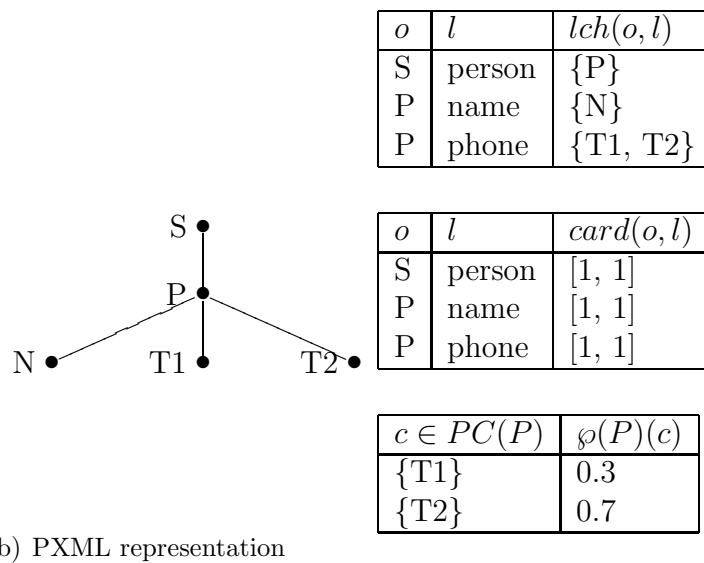 o l lch(o, l)
S person {P}
P name {N}
P phone {T1, T2}
S
P
N T1 T2
o l card(o, l)
S person [1, 1]
P name [1, 1]
P phone [1, 1]
c ∈ PC(P) ℘(P)(c)
{T1} 0.3
{T2} 0.7
) PXML representation